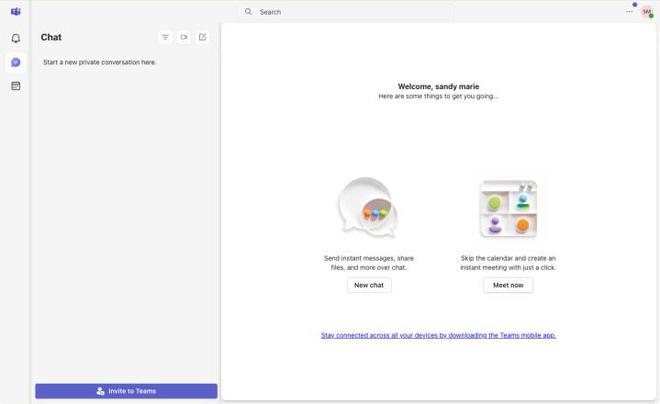 Search
SM
Chat
Start a new private conversation here.
Welcome, sandy marie
Here are some things to get you going...
Send instant messages, share
files, and more over chat.
New chat
Skip the calendar and create an
instant meeting with just a click.
Meet now
Stay connected across all your devices by downloading the Teams mobile app.
Invite to Teams